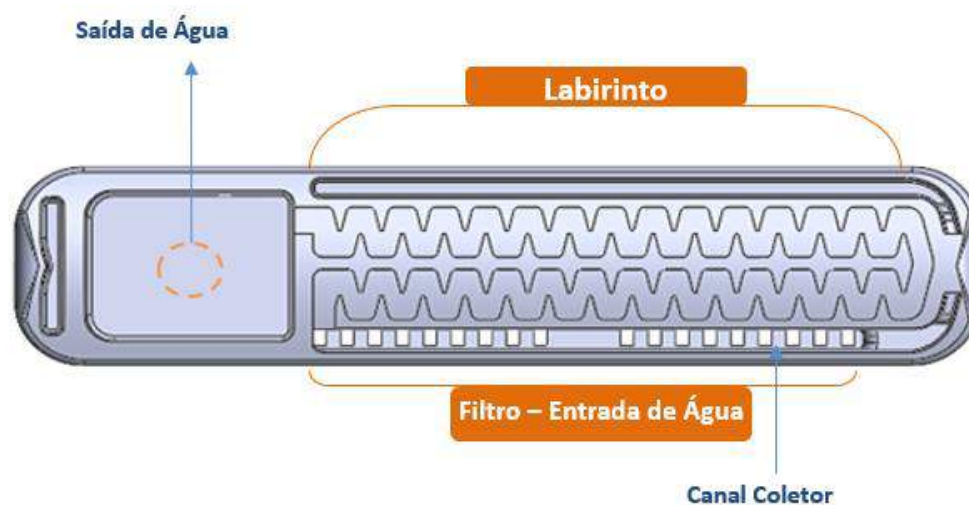 Saída de Água
Labirinto
Filtro – Entrada de Água
Canal Coletor